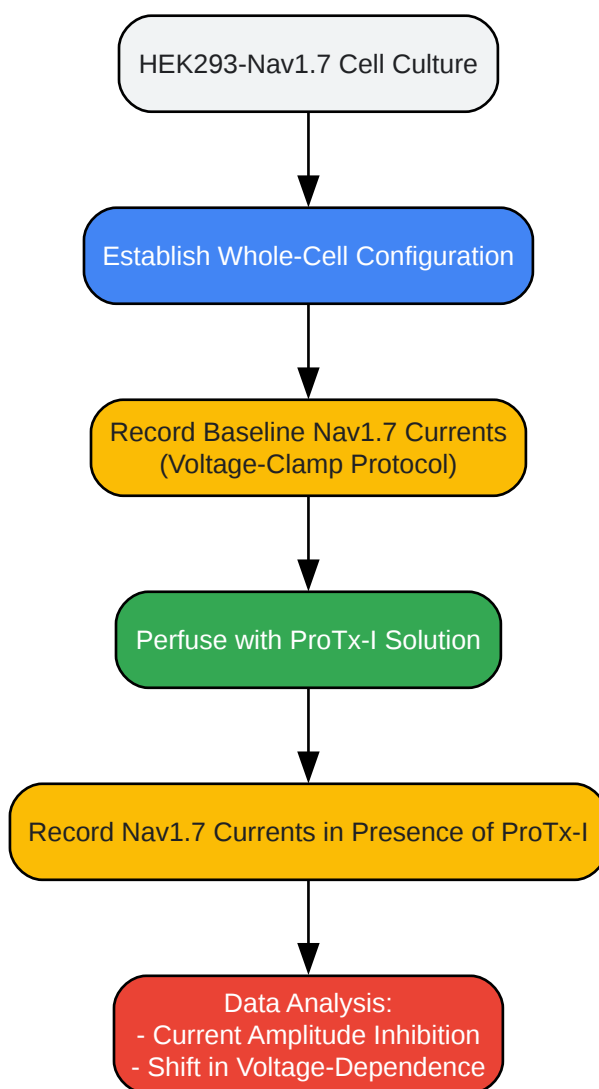 HEK293-Nav1.7 Cell Culture
Establish Whole-Cell Configuration
Record Baseline Nav1.7 Currents
(Voltage-Clamp Protocol)
Perfuse with ProTx-I Solution
Record Nav1.7 Currents in Presence of ProTx-I
Data Analysis:
- Current Amplitude Inhibition
- Shift in Voltage-Dependence